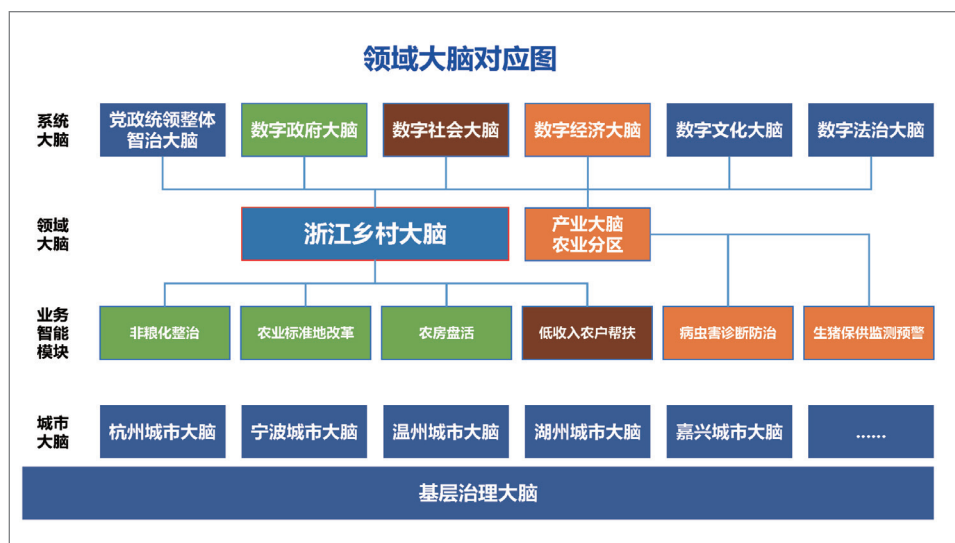 领域大脑对应图
系统
大脑
党政统领整体
智治大脑
数字政府大脑
数字社会大脑
数字经济大脑
数字文化大脑
数字法治大脑
领域
大脑
浙江乡村大脑
产业大脑
农业分区
业务
智能
模块
非粮化整治
农业标准地改革
农房盘活
低收入农户帮扶
病虫害诊断防治
生猪保供监测预警
城市
大脑
杭州城市大脑
宁波城市大脑
温州城市大脑
湖州城市大脑
嘉兴城市大脑
......
基层治理大脑